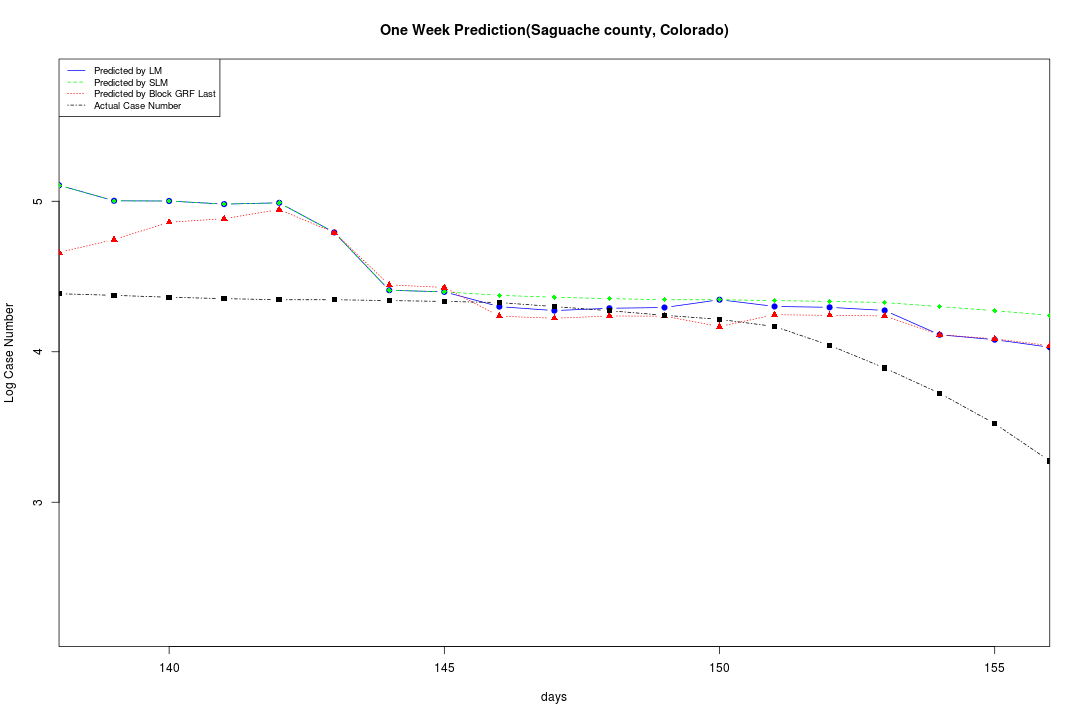 One Week Prediction(Saguache county, Colorado)
Predicted by LM
Predicted by SLM
Predicted by Block GRF Last
Actual Case Number
Log Case Number
5
4
3
140 145 150 155
days